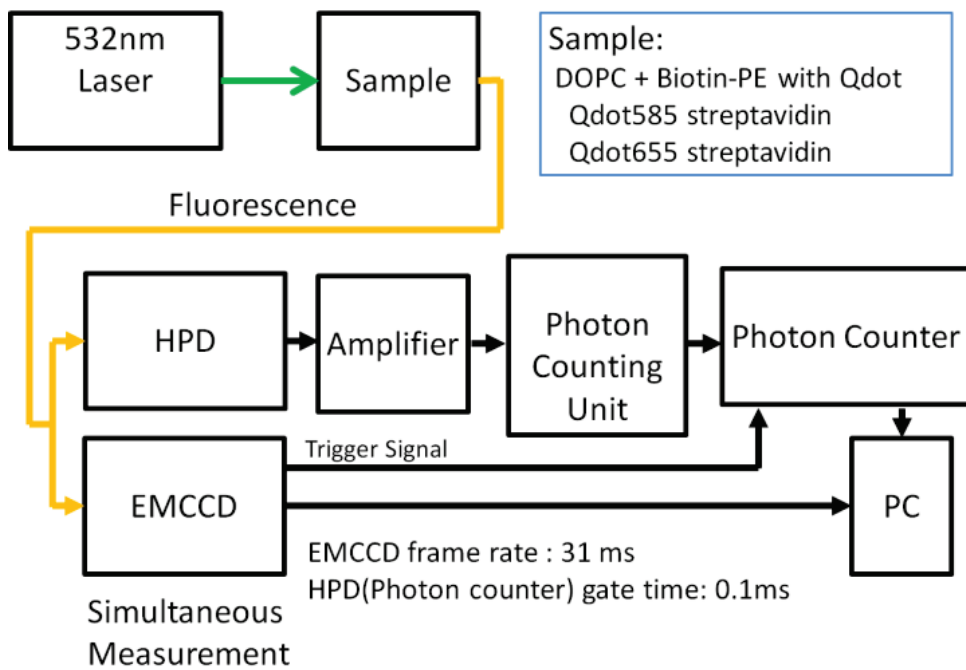 532nm
Laser
Sample
Sample:
DOPC + Biotin-PE with Qdot
Qdot585 streptavidin
Qdot655 streptavidin
Fluorescence
HPD
Amplifier
Photon
Counting
Unit
Photon Counter
Trigger Signal
EMCCD
PC
EMCCD frame rate : 31 ms
HPD(Photon counter) gate time: 0.1ms
Simultaneous
Measurement